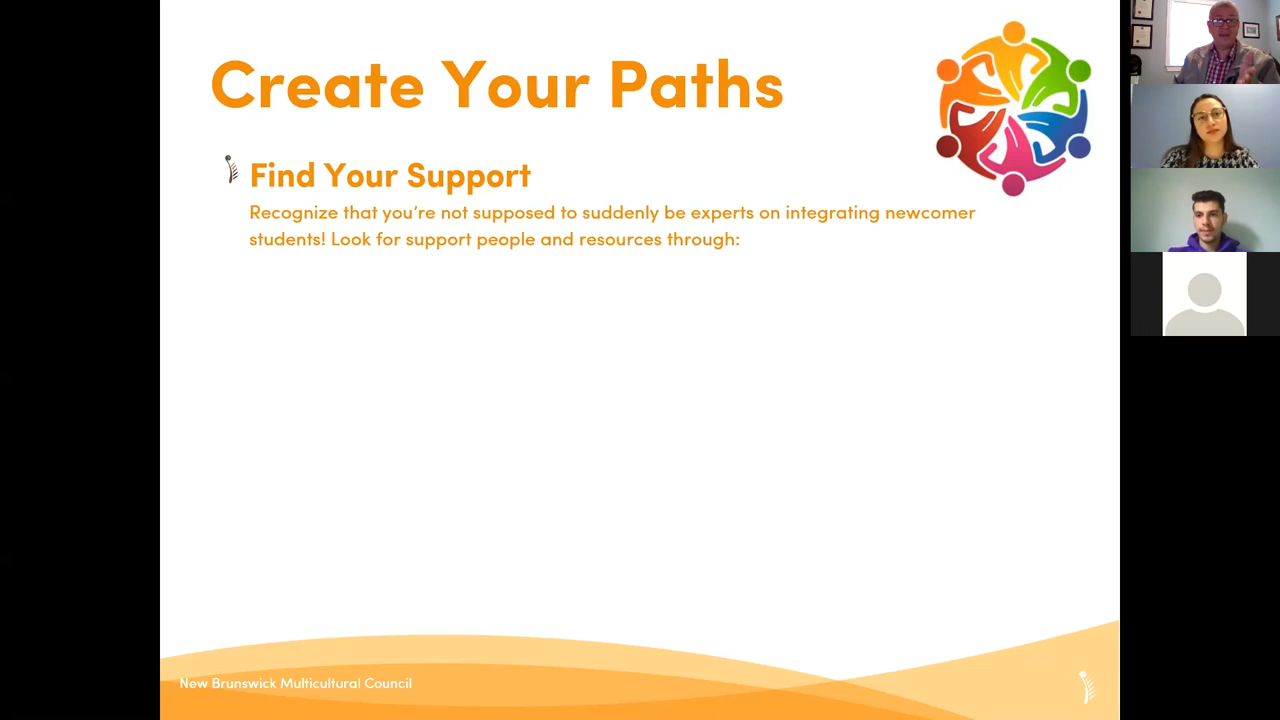 Create Your Paths
Find Your Support
Recognize that you're not supposed to suddenly be experts on integrating newcomer
students! Look for support people and resources through:
New Brunswick Multicultural Council